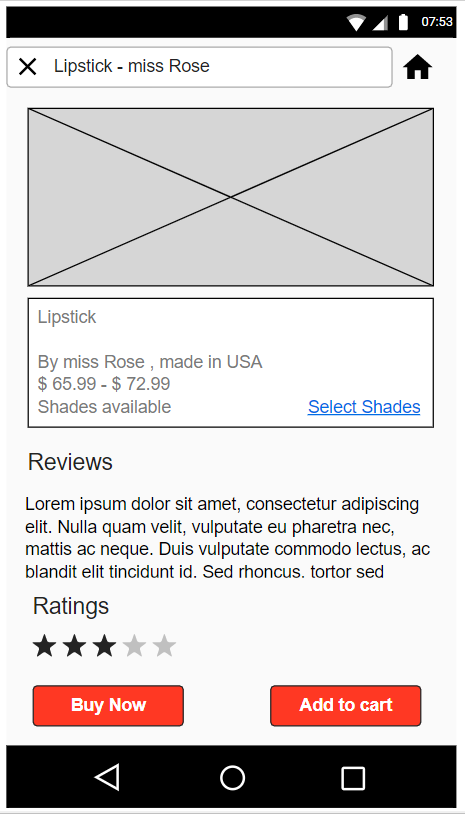 07:53
Lipstick - miss Rose
Lipstick
By miss Rose , made in USA
$ 65.99 - $ 72.99
Shades available Select Shades
Reviews
Lorem ipsum dolor sit amet, consectetur adipiscing
elit. Nulla quam velit, vulputate eu pharetra nec,
mattis ac neque. Duis vulputate commodo lectus, ac
blandit elit tincidunt id. Sed rhoncus. tortor sed
Ratings
Buy Now Add to cart